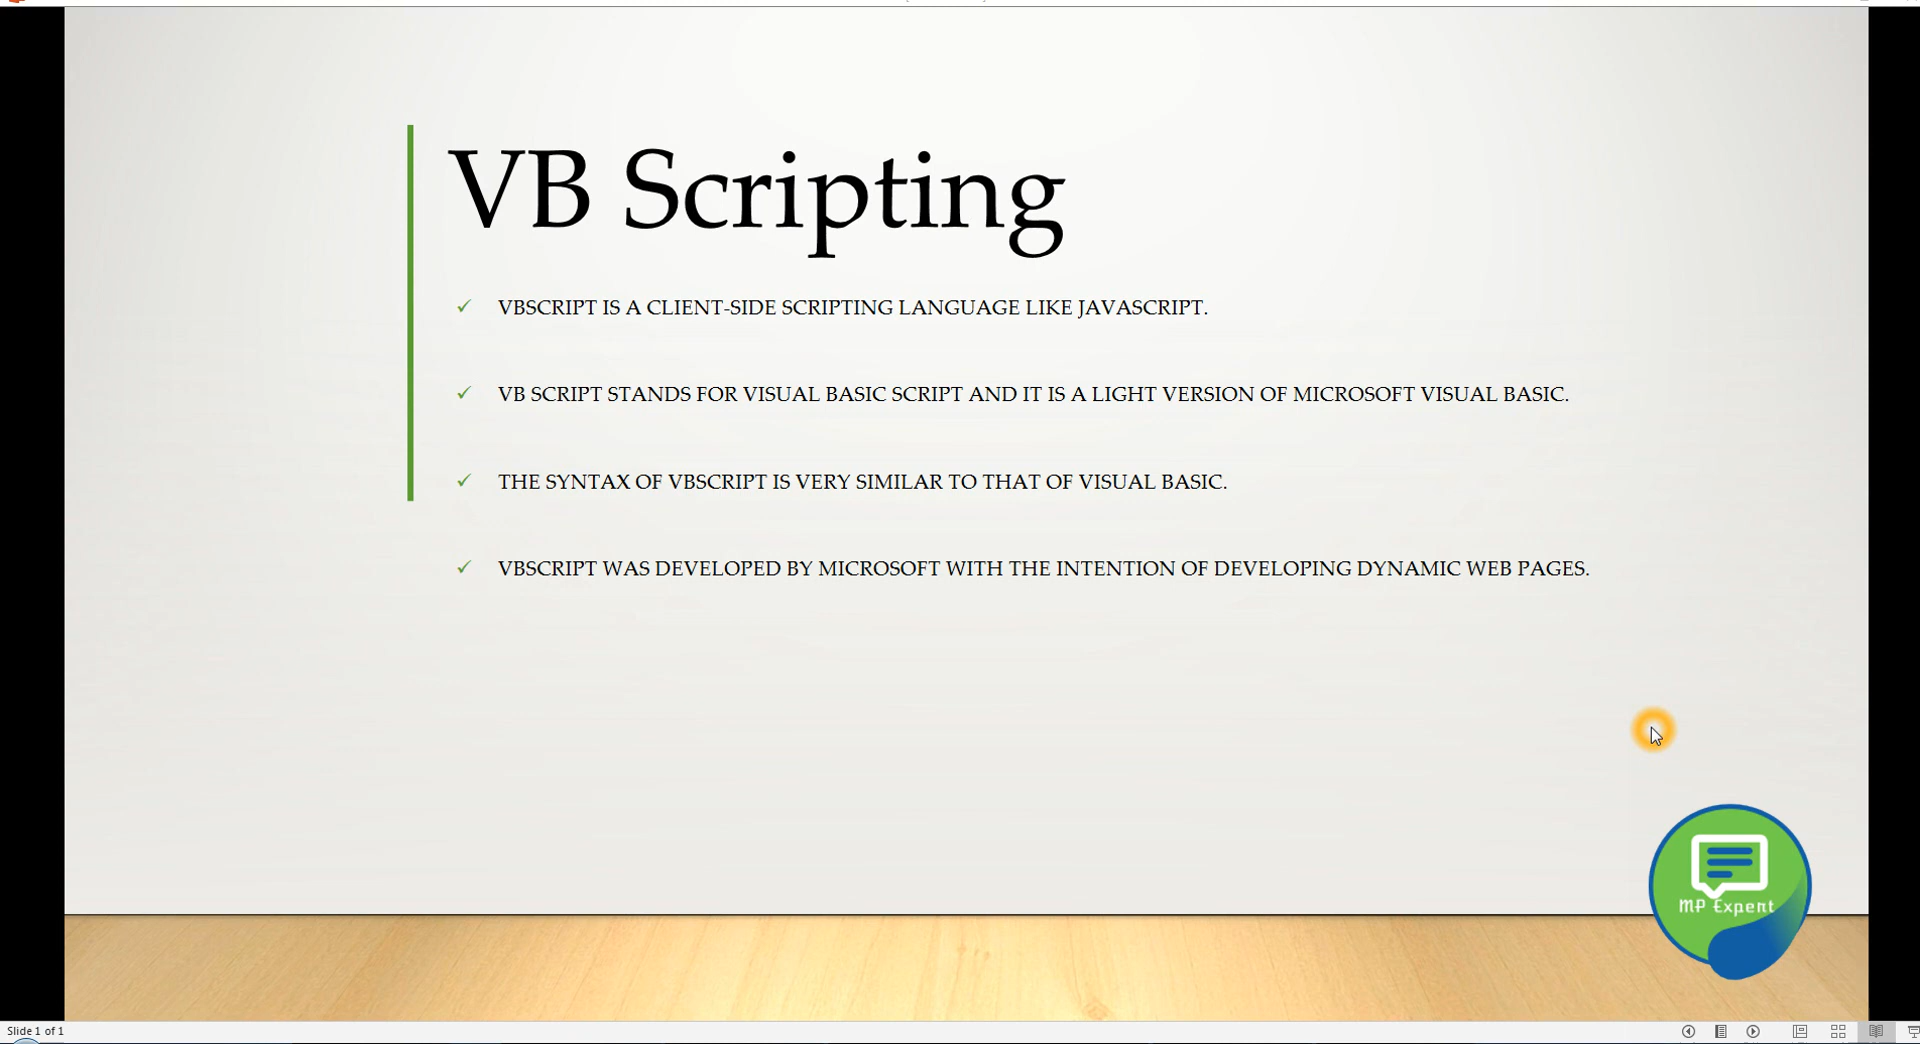 VB Scripting
VBSCRIPT IS A CLIENT-SIDE SCRIPTING LANGUAGE LIKE JAVASCRIPT.
VB SCRIPT STANDS FOR VISUAL BASIC SCRIPT AND IT IS A LIGHT VERSION OF MICROSOFT VISUAL BASIC.
THE SYNTAX OF VBSCRIPT IS VERY SIMILAR TO THAT OF VISUAL BASIC.
VBSCRIPT WAS DEVELOPED BY MICROSOFT WITH THE INTENTION OF DEVELOPING DYNAMIC WEB PAGES.
MP Expert
Slide 1 of 1